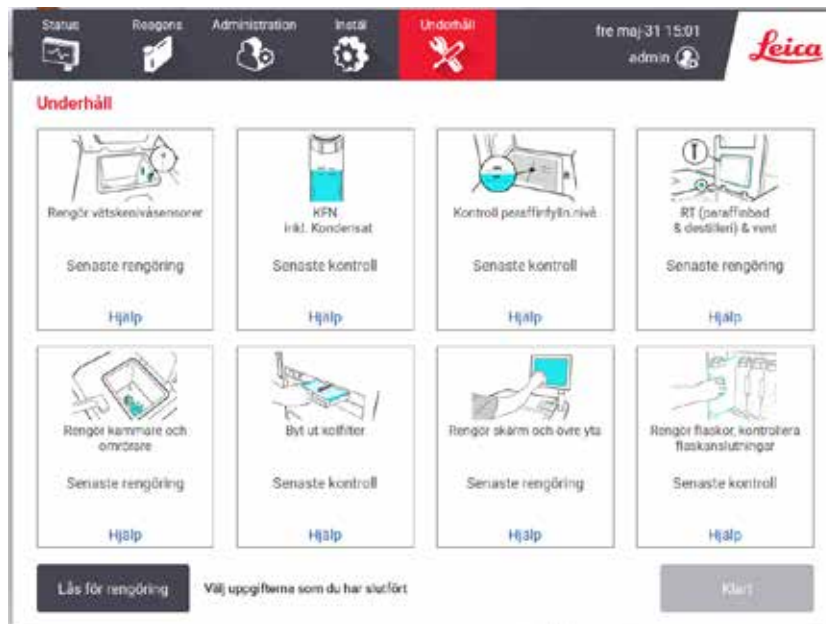 Status Reagens Administration Inställ Underhåll fre maj-31 15:01
admin
Leica
Underhåll
Rengör vätskenivåsensorer
Senaste rengöring
Hjälp
KFN
inkl. Kondensat
Senaste kontroll
Hjälp
Kontroll paraffinfylln.nivå
Senaste kontroll
Hjälp
RT (paraffinbad
& destilleri) & vent
Senaste rengöring
Hjälp
Rengör kammare och
omrörare
Senaste rengöring
Hjälp
Byt ut kolfilter
Senaste kontroll
Hjälp
Rengör skärm och övre yta
Senaste rengöring
Hjälp
Rengör flaskor, kontrollera
flaskanslutningar
Senaste kontroll
Hjälp
Lås för rengöring Välj uppgifterna som du har slutfört Klart